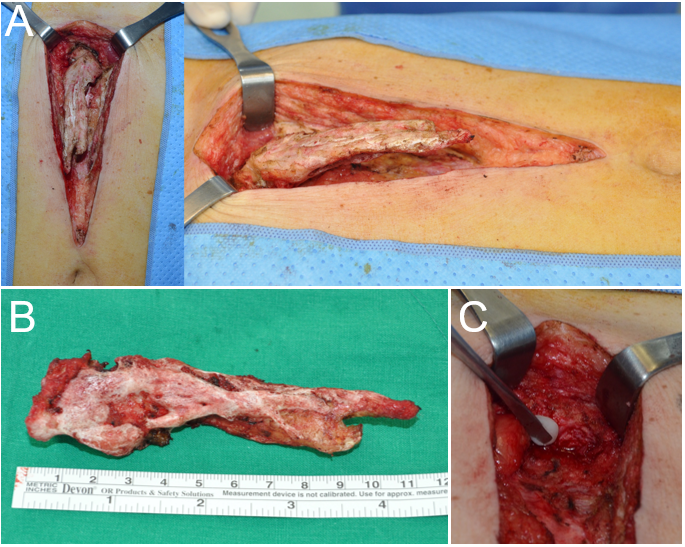 A
B
C
1 2 3 4 5 6 7 8 9 10 11 12
METRIC
INCHES Devon™ OR Products & Safety Solutions Measurement device is not calibrated. Use for approx. measure
1 2 3 4